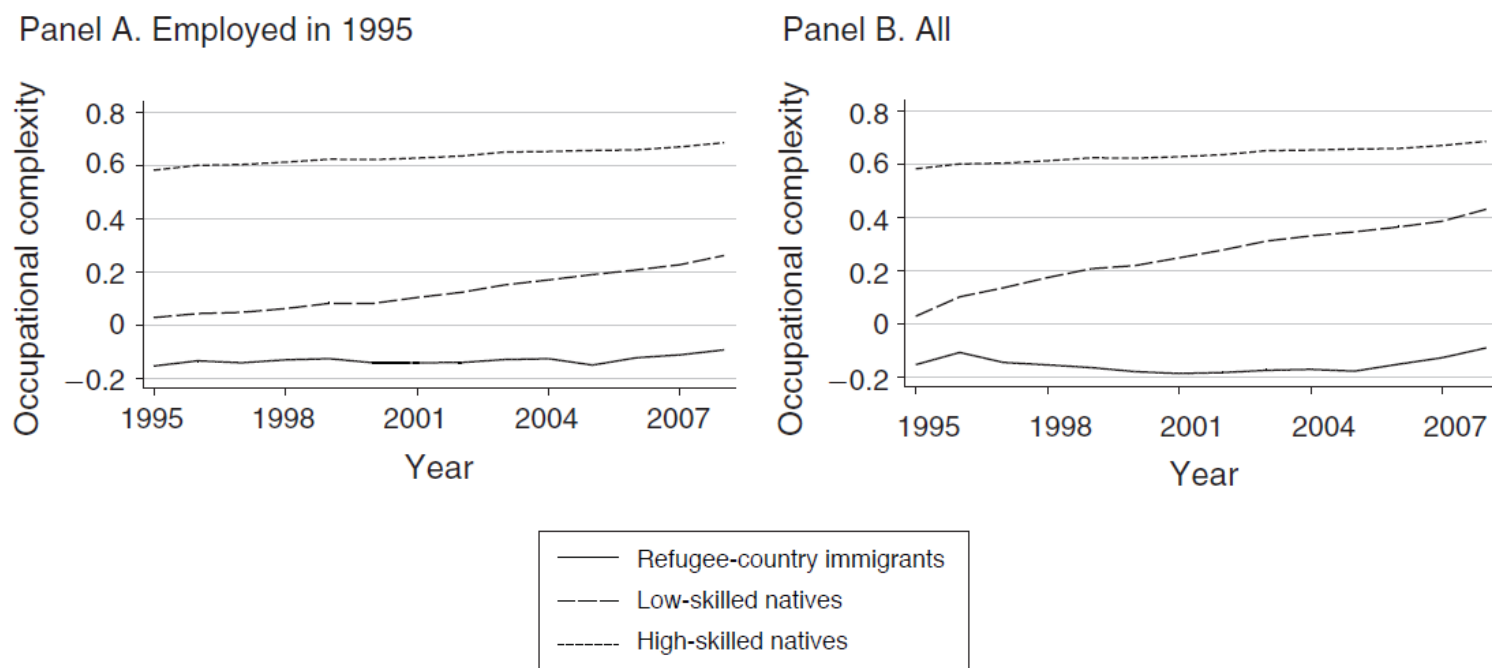 Panel A. Employed in 1995
Occupational complexity
0.8
0.6
0.4
0.2
0
−0.2
1995 1998 2001 2004 2007
Year
Panel B. All
Occupational complexity
0.8
0.6
0.4
0.2
0
−0.2
1995 1998 2001 2004 2007
Year
Refugee-country immigrants
Low-skilled natives
High-skilled natives